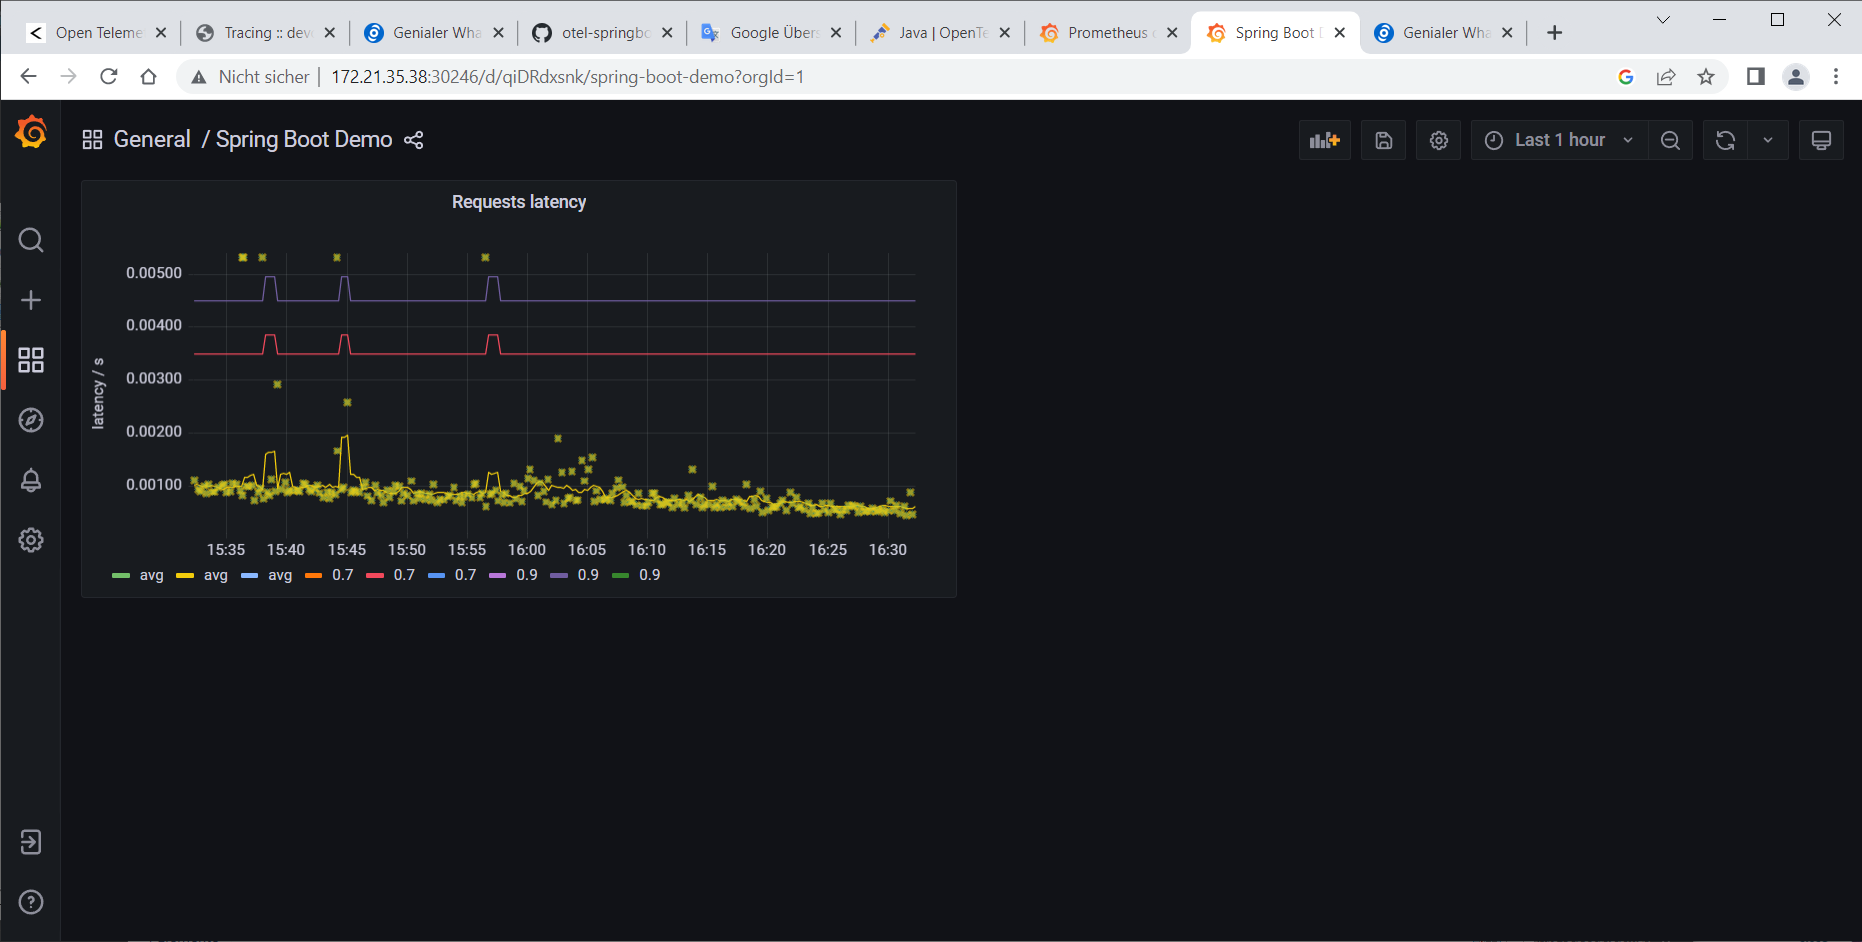 Open Teleme
Tracing :: deve
Genialer Wha
otel-springbo
Google Übers
Java | OpenTe
Prometheus
Spring Boot
Genialer Wha
Nicht sicher | 172.21.35.38:30246/d/qiDRdxsnk/spring-boot-demo?orgId=1
General / Spring Boot Demo
Last 1 hour
Requests latency
latency / s
0.00500
0.00400
0.00300
0.00200
0.00100
15:35 15:40 15:45 15:50 15:55 16:00 16:05 16:10 16:15 16:20 16:25 16:30
avg avg avg 0.7 0.7 0.7 0.9 0.9 0.9